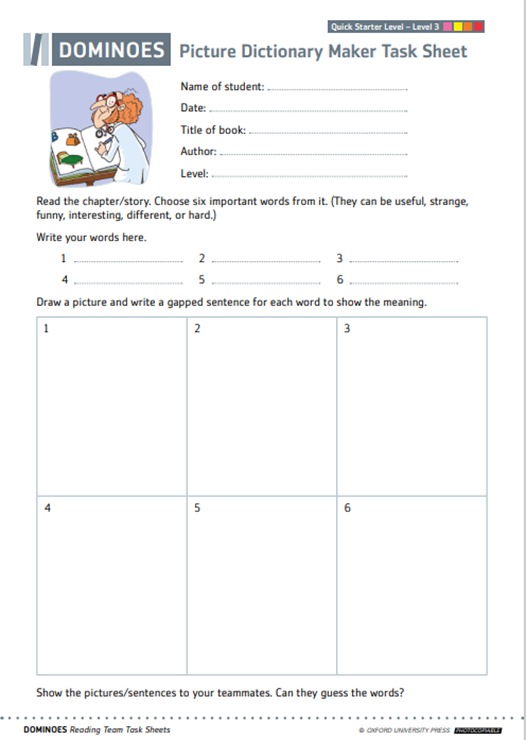 Quick Starter Level – Level 3
DOMINOES Picture Dictionary Maker Task Sheet
Name of student:
Date:
Title of book:
Author:
Level:
Read the chapter/story. Choose six important words from it. (They can be useful, strange,
funny, interesting, different, or hard.)
Write your words here.
1 2 3
4 5 6
Draw a picture and write a gapped sentence for each word to show the meaning.
1 2 3
4 5 6
Show the pictures/sentences to your teammates. Can they guess the words?
DOMINOES Reading Team Task Sheets © OXFORD UNIVERSITY PRESS PHOTOCOPIABLE